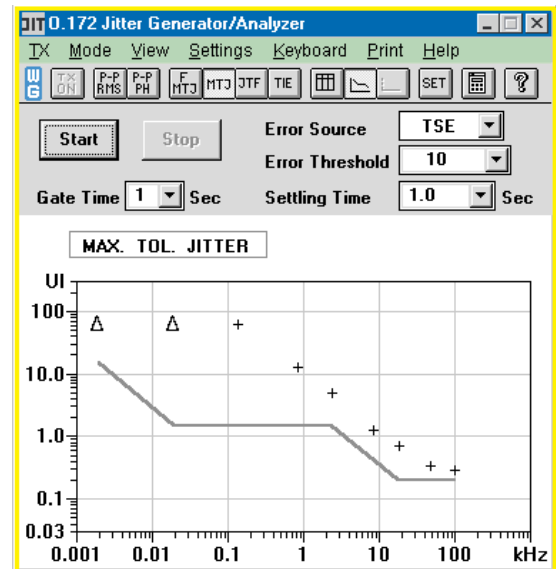 JIT O.172 Jitter Generator/Analyzer
TX Mode View Settings Keyboard Print Help
WG TX ON P-P RMS P-P PH F MTJ MTJ JTF TIE SET ?
Start Stop Error Source TSE
Error Threshold 10
Gate Time 1 Sec Settling Time 1.0 Sec
MAX. TOL. JITTER
UI
100
10.0
1.0
0.1
0.03
0.001 0.01 0.1 1 10 100 kHz